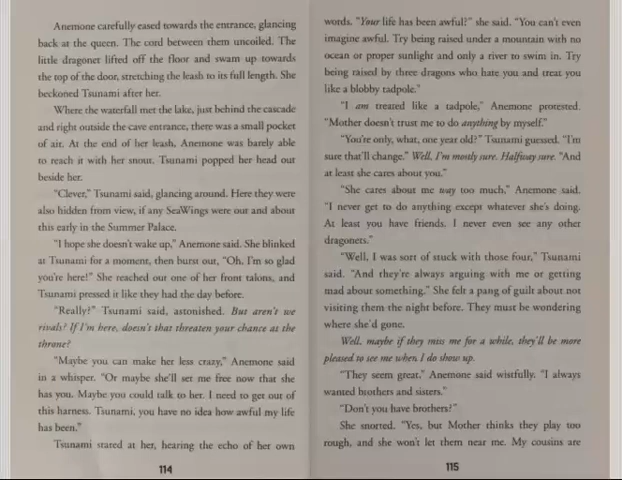 Anemone carefully eased towards the entrance, glancing
back at the queen. The cord between them uncoiled. The
little dragonet lifted off the floor and swam up towards
the top of the door, stretching the leash to its full length. She
beckoned Tsunami after her.
Where the waterfall met the lake, just behind the cascade
and right outside the cave entrance, there was a small pocket
of air. At the end of her leash, Anemone was barely able
to reach it with her snout. Tsunami popped her head out
beside her.
"Clever," Tsunami said, glancing around. Here they were
also hidden from view, if any SeaWings were out and about
this early in the Summer Palace.
"I hope she doesn't wake up," Anemone said. She blinked
at Tsunami for a moment, then burst out, "Oh, I'm so glad
you're here!" She reached out one of her front talons, and
Tsunami pressed it like they had the day before.
"Really?" Tsunami said, astonished. But aren't we
rivals? If I'm here, doesn't that threaten your chance at the
throne?
"Maybe you can make her less crazy," Anemone said
in a whisper. "Or maybe she'll set me free now that she
has you. Maybe you could talk to her. I need to get out of
this harness. Tsunami, you have no idea how awful my life
has been."
Tsunami stared at her, hearing the echo of her own
114
words. "Your life has been awful?" she said. "You can't even
imagine awful. Try being raised under a mountain with no
ocean or proper sunlight and only a river to swim in. Try
being raised by three dragons who hate you and treat you
like a blobby tadpole."
"I am treated like a tadpole," Anemone protested.
"Mother doesn't trust me to do anything by myself."
"You're only, what, one year old?" Tsunami guessed. "I'm
sure that'll change." Well, I'm mostly sure. Halfway sure. "And
at least she cares about you."
"She cares about me way too much," Anemone said.
"I never get to do anything except whatever she's doing.
At least you have friends. I never even see any other
dragonets."
"Well, I was sort of stuck with those four," Tsunami
said. "And they're always arguing with me or getting
mad about something." She felt a pang of guilt about not
visiting them the night before. They must be wondering
where she'd gone.
Well, maybe if they miss me for a while, they'll be more
pleased to see me when I do show up.
"They seem great," Anemone said wistfully. "I always
wanted brothers and sisters."
"Don't you have brothers?"
She snorted. "Yes, but Mother thinks they play too
rough, and she won't let them near me. My cousins are
115